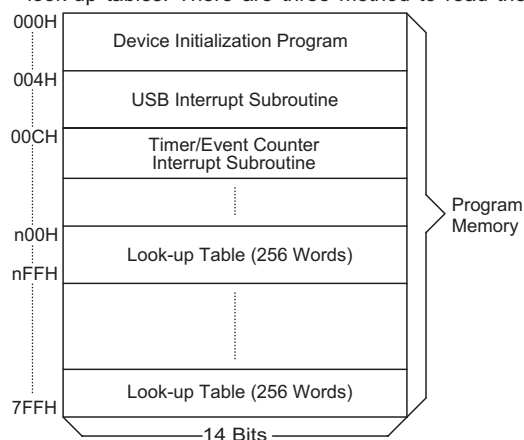 look-up tables. There are three method to read the
000H
Device Initialization Program
004H
USB Interrupt Subroutine
00CH
Timer/Event Counter
Interrupt Subroutine
Program
Memory
n00H
Look-up Table (256 Words)
nFFH
Look-up Table (256 Words)
7FFH
14 Bits